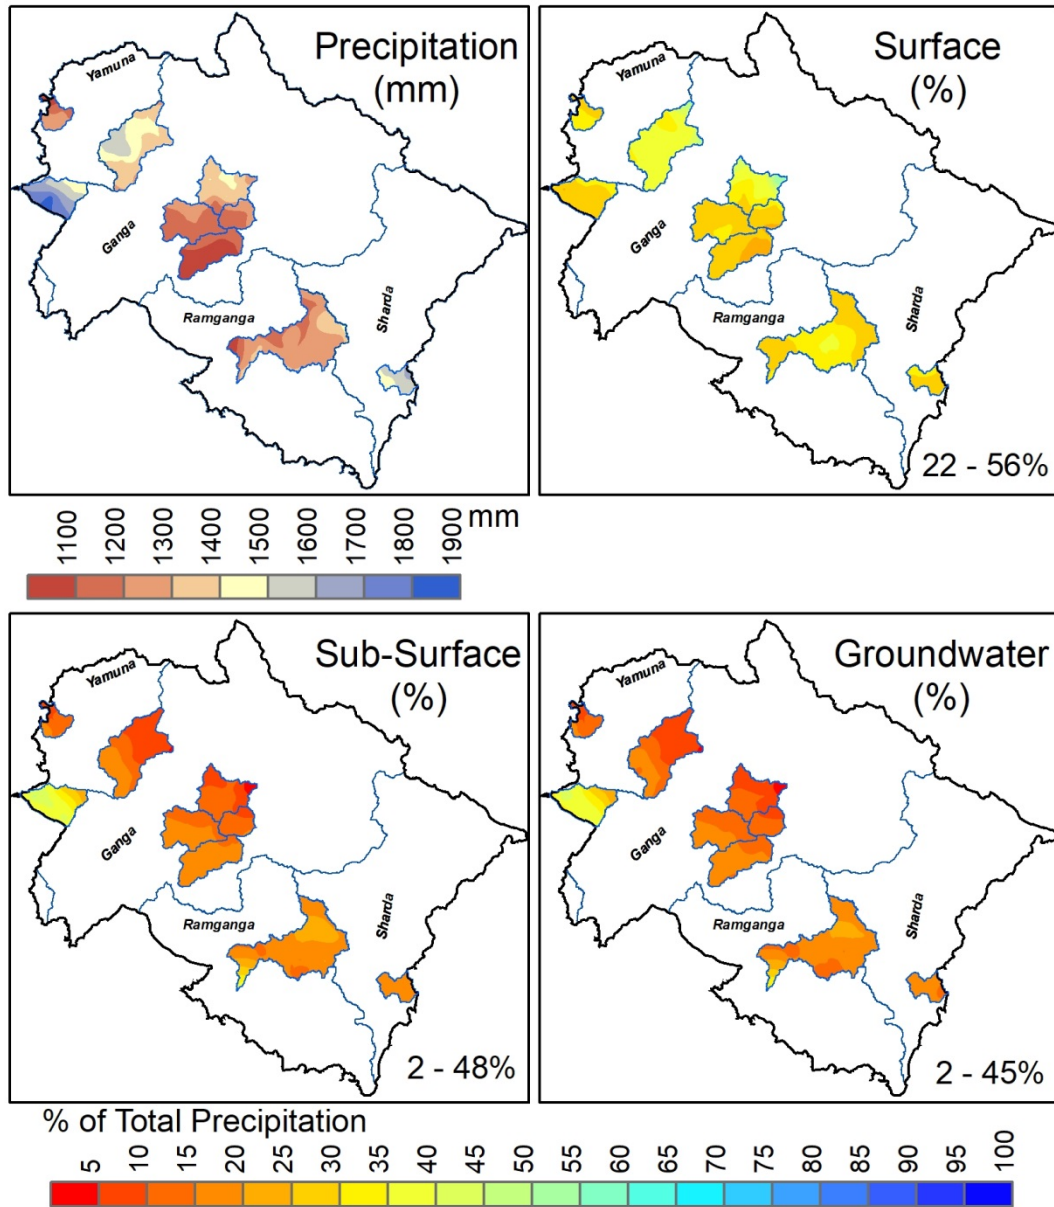 Precipitation
(mm)
Yamuna
Ganga
Ramganga
Sharda
Surface
(%)
Yamuna
Ganga
Ramganga
Sharda
22 - 56%
1100
1200
1300
1400
1500
1600
1700
1800
1900
mm
Sub-Surface
(%)
Yamuna
Ganga
Ramganga
Sharda
2 - 48%
Groundwater
(%)
Yamuna
Ganga
Ramganga
Sharda
2 - 45%
% of Total Precipitation
5
10
15
20
25
30
35
40
45
50
55
60
65
70
75
80
85
90
95
100